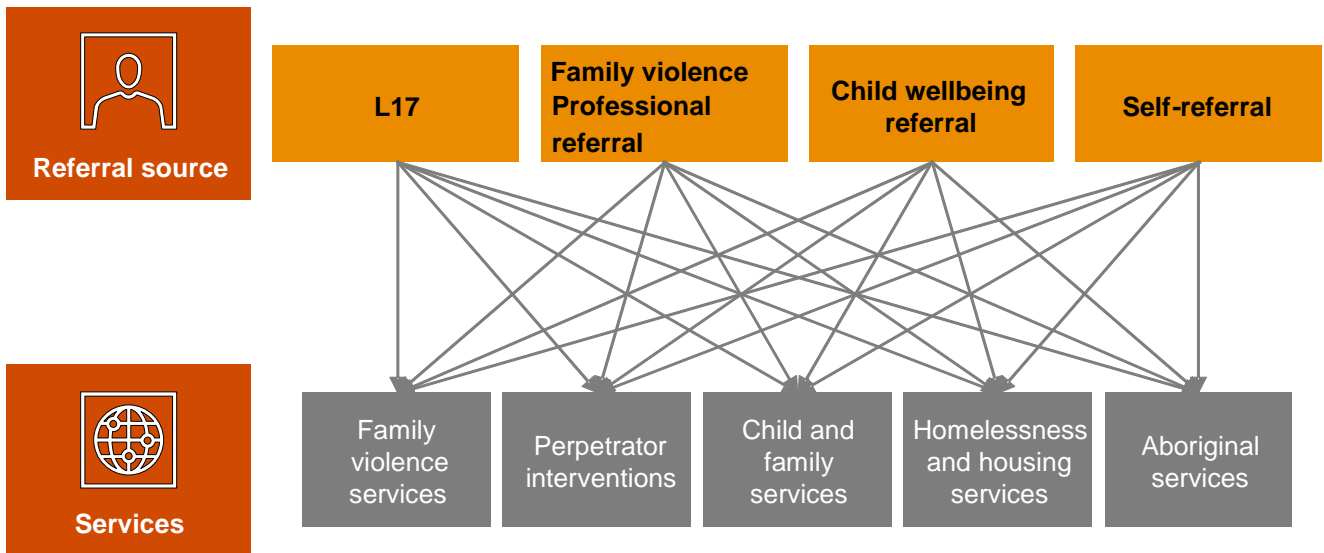 Referral source
L17
Family violence
Professional
referral
Child wellbeing
referral
Self-referral
Services
Family
violence
services
Perpetrator
interventions
Child and
family
services
Homelessness
and housing
services
Aboriginal
services